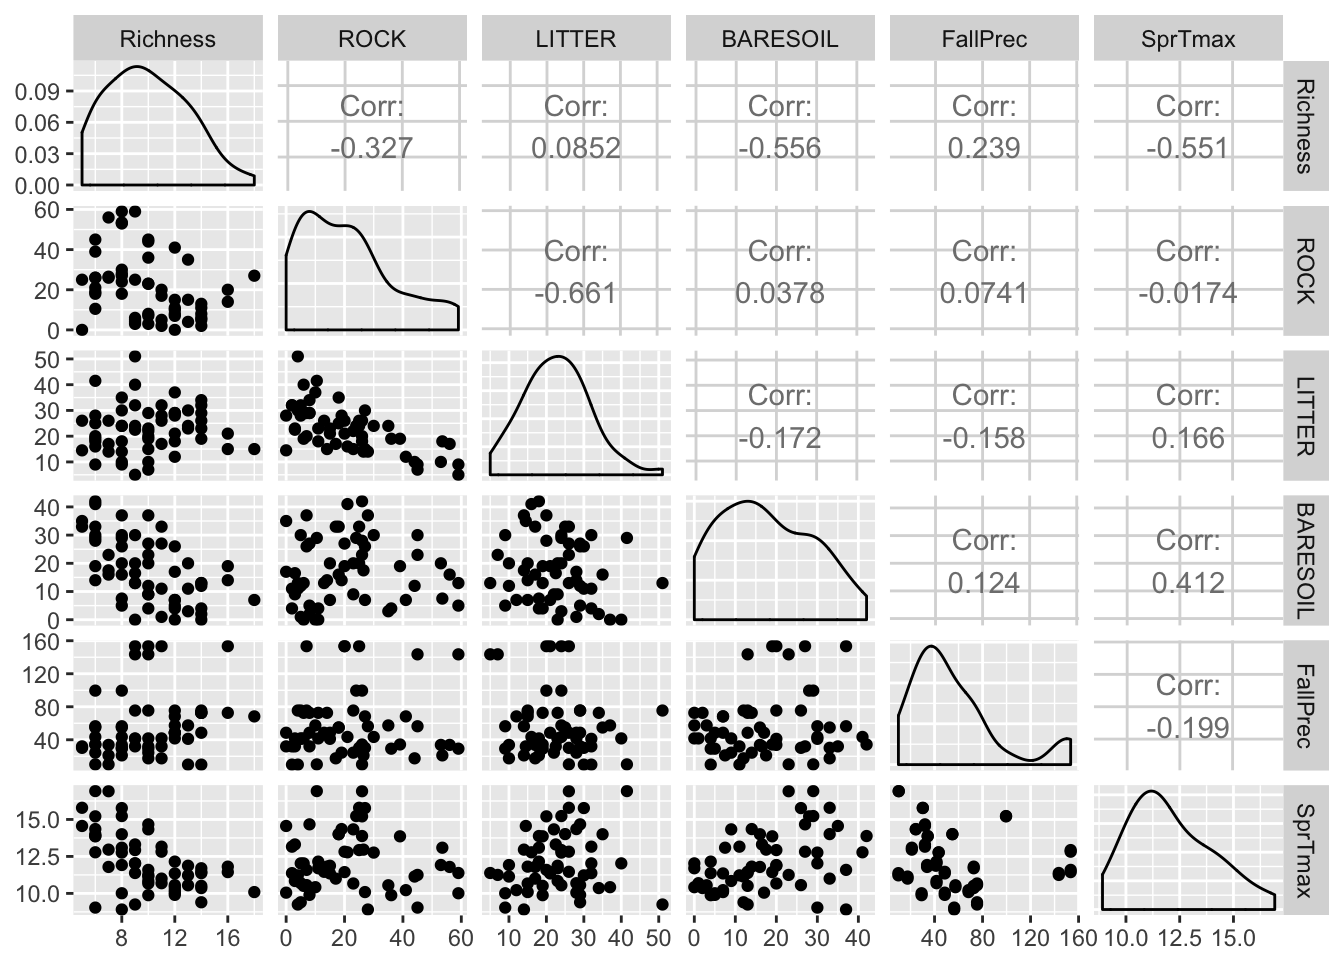 Richness ROCK LITTER BARESOIL FallPrec SprTmax
0.09
0.06
0.03
0.00
Corr:
-0.327
Corr:
0.0852
Corr:
-0.556
Corr:
0.239
Corr:
-0.551
Richness
60
40
20
0
Corr:
-0.661
Corr:
0.0378
Corr:
0.0741
Corr:
-0.0174
ROCK
50
40
30
20
10
Corr:
-0.172
Corr:
-0.158
Corr:
0.166
LITTER
40
30
20
10
0
Corr:
0.124
Corr:
0.412
BARESOIL
160
120
80
40
Corr:
-0.199
FallPrec
15.0
12.5
10.0
SprTmax
8 12 16 0 20 40 60 10 20 30 40 50 0 10 20 30 40 40 80 120 160 10.0 12.5 15.0